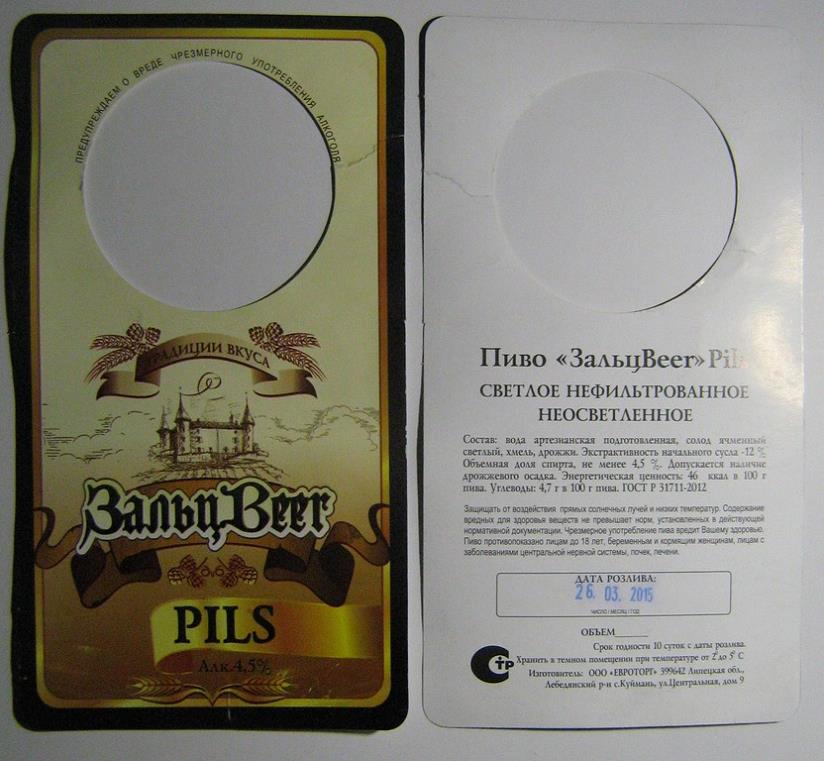 ПРЕДУПРЕЖДАЕМ О ВРЕДЕ ЧРЕЗМЕРНОГО УПОТРЕБЛЕНИЯ АЛКОГОЛЯ
ТРАДИЦИИ ВКУСА
ЗальцBeer
PILS
Алк.4,5%
Пиво «ЗальцBeer» Pils
СВЕТЛОЕ НЕФИЛЬТРОВАННОЕ
НЕОСВЕТЛЕННОЕ
Состав: вода артезианская подготовленная, солод ячменный
светлый, хмель, дрожжи. Экстрактивность начального сусла -12 %
Объемная доля спирта, не менее 4,5 %. Допускается наличие
дрожжевого осадка. Энергетическая ценность: 46 ккал в 100 г
пива. Углеводы: 4,7 г в 100 г пива. ГОСТ Р 31711-2012
Защищать от воздействия прямых солнечных лучей и низких температур. Содержание
вредных для здоровья веществ не превышает норм, установленных в действующей
нормативной документации. Чрезмерное употребление пива вредит Вашему здоровью.
Пиво противопоказано лицам до 18 лет, беременным и кормящим женщинам, лицам с
заболеваниями центральной нервной системы, почек, печени.
ДАТА РОЗЛИВА:
26. 03. 2015
ЧИСЛО / МЕСЯЦ / ГОД
ОБЪЕМ______
Срок годности 10 суток с даты розлива.
Хранить в темном помещении при температуре от 2° до 5° С
Изготовитель: ООО «ЕВРОТОРГ» 399642 Липецкая обл.,
Лебедянский р-н с.Куймань, ул.Центральная, дом 9
СТР